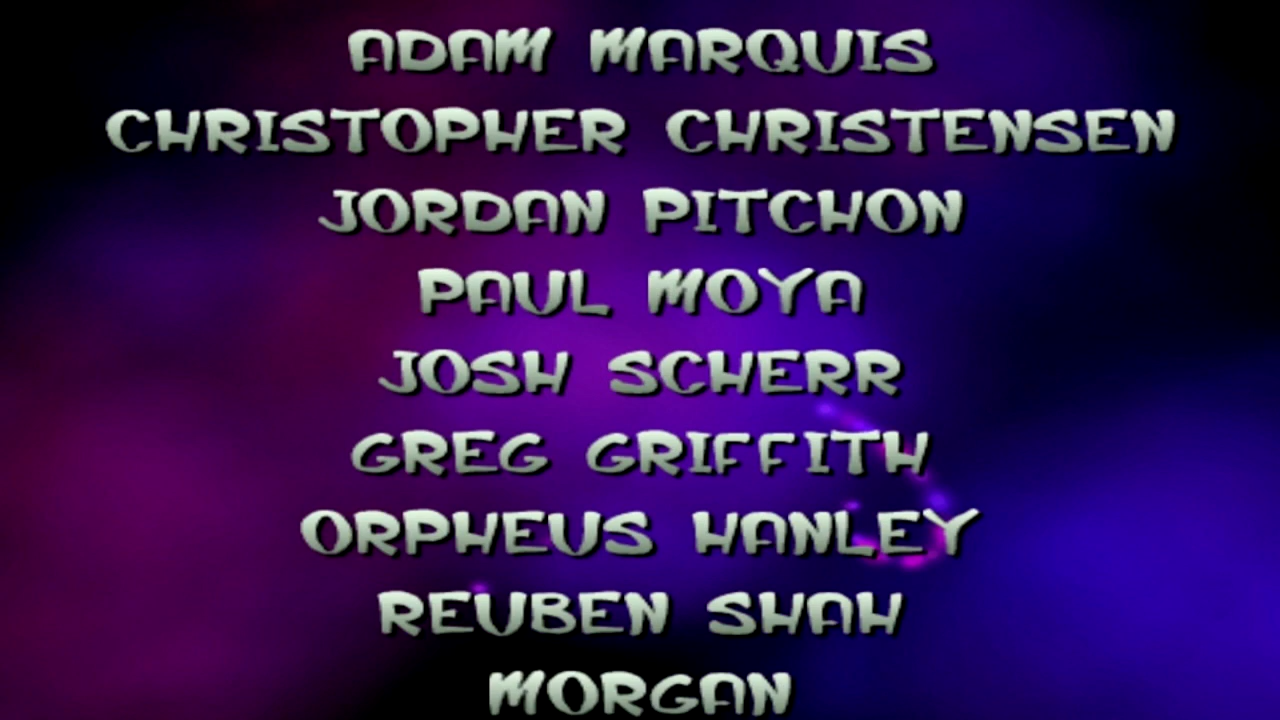 ADAM MARQUIS
CHRISTOPHER CHRISTENSEN
JORDAN PITCHON
PAUL MOYA
JOSH SCHERR
GREG GRIFFITH
ORPHEUS HANLEY
REUBEN SHAH
MORGAN